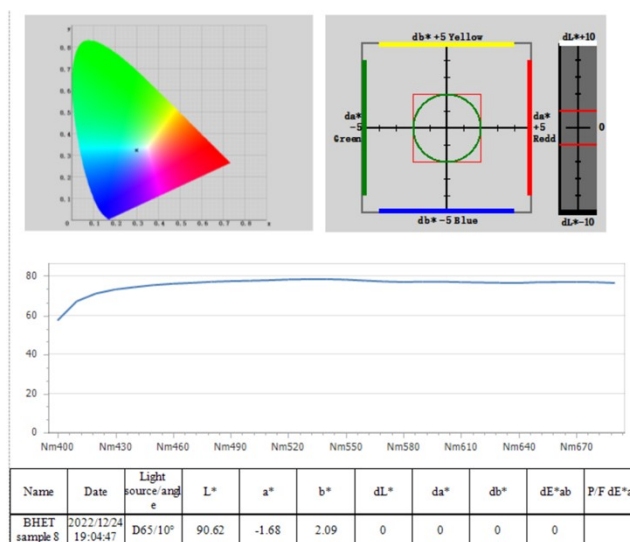 Y
0.8
0.7
0.6
0.5
0.4
0.3
0.2
0.1
0 0.1 0.2 0.3 0.4 0.5 0.6 0.7 0.8 x
db* +5 Yellow
da*
-5
Green
da*
+5
Redd
db* -5 Blue
dL*+10
0
dL*-10
80
60
40
20
0
Nm400 Nm430 Nm460 Nm490 Nm520 Nm550 Nm580 Nm610 Nm640 Nm670
Name Date Light source/angl e L* a* b* dL* da* db* dE*ab P/F dE*a
BHET sample 8 2022/12/24 19:04:47 D65/10° 90.62 -1.68 2.09 0 0 0 0